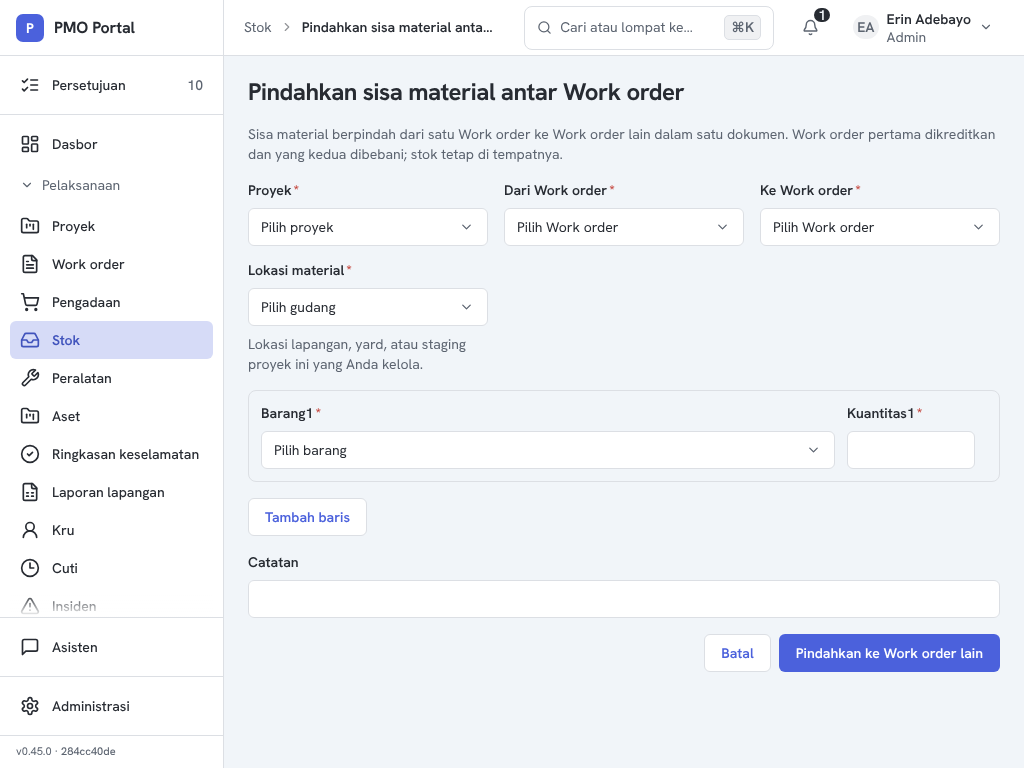 P PMO Portal
Stok > Pindahkan sisa material anta...
Cari atau lompat ke... ⌘K
1
EA Erin Adebayo
Admin
Persetujuan 10
Dasbor
Pelaksanaan
Proyek
Work order
Pengadaan
Stok
Peralatan
Aset
Ringkasan keselamatan
Laporan lapangan
Kru
Cuti
Insiden
Asisten
Administrasi
v0.45.0 · 284cc40de
Pindahkan sisa material antar Work order
Sisa material berpindah dari satu Work order ke Work order lain dalam satu dokumen. Work order pertama dikreditkan
dan yang kedua dibebani; stok tetap di tempatnya.
Proyek* Dari Work order* Ke Work order*
Pilih proyek Pilih Work order Pilih Work order
Lokasi material*
Pilih gudang
Lokasi lapangan, yard, atau staging
proyek ini yang Anda kelola.
Barang1* Kuantitas1*
Pilih barang
Tambah baris
Catatan
Batal Pindahkan ke Work order lain